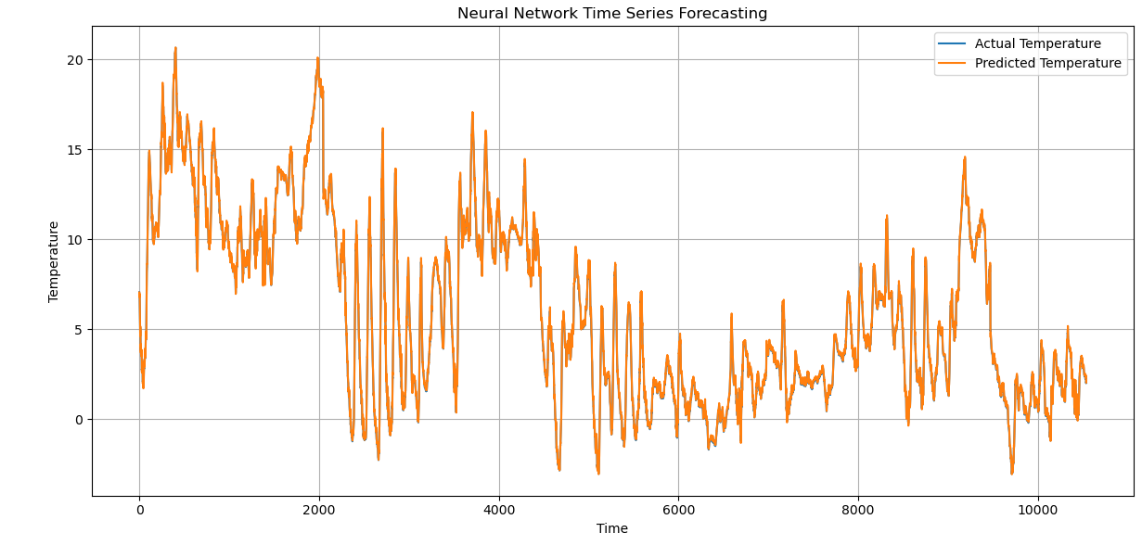 Neural Network Time Series Forecasting
Actual Temperature
Predicted Temperature
Temperature
20
15
10
5
0
0 2000 4000 6000 8000 10000
Time